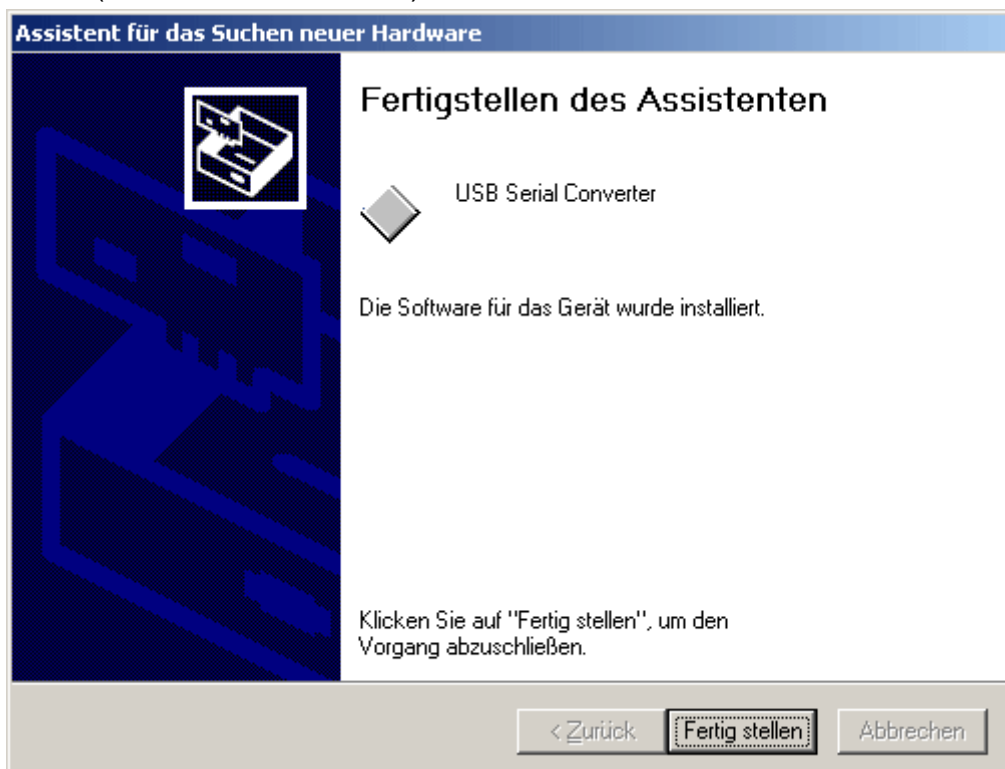 Assistent für das Suchen neuer Hardware
Fertigstellen des Assistenten
USB Serial Converter
Die Software für das Gerät wurde installiert.
Klicken Sie auf "Fertig stellen", um den
Vorgang abzuschließen.
< Zurück Fertig stellen Abbrechen